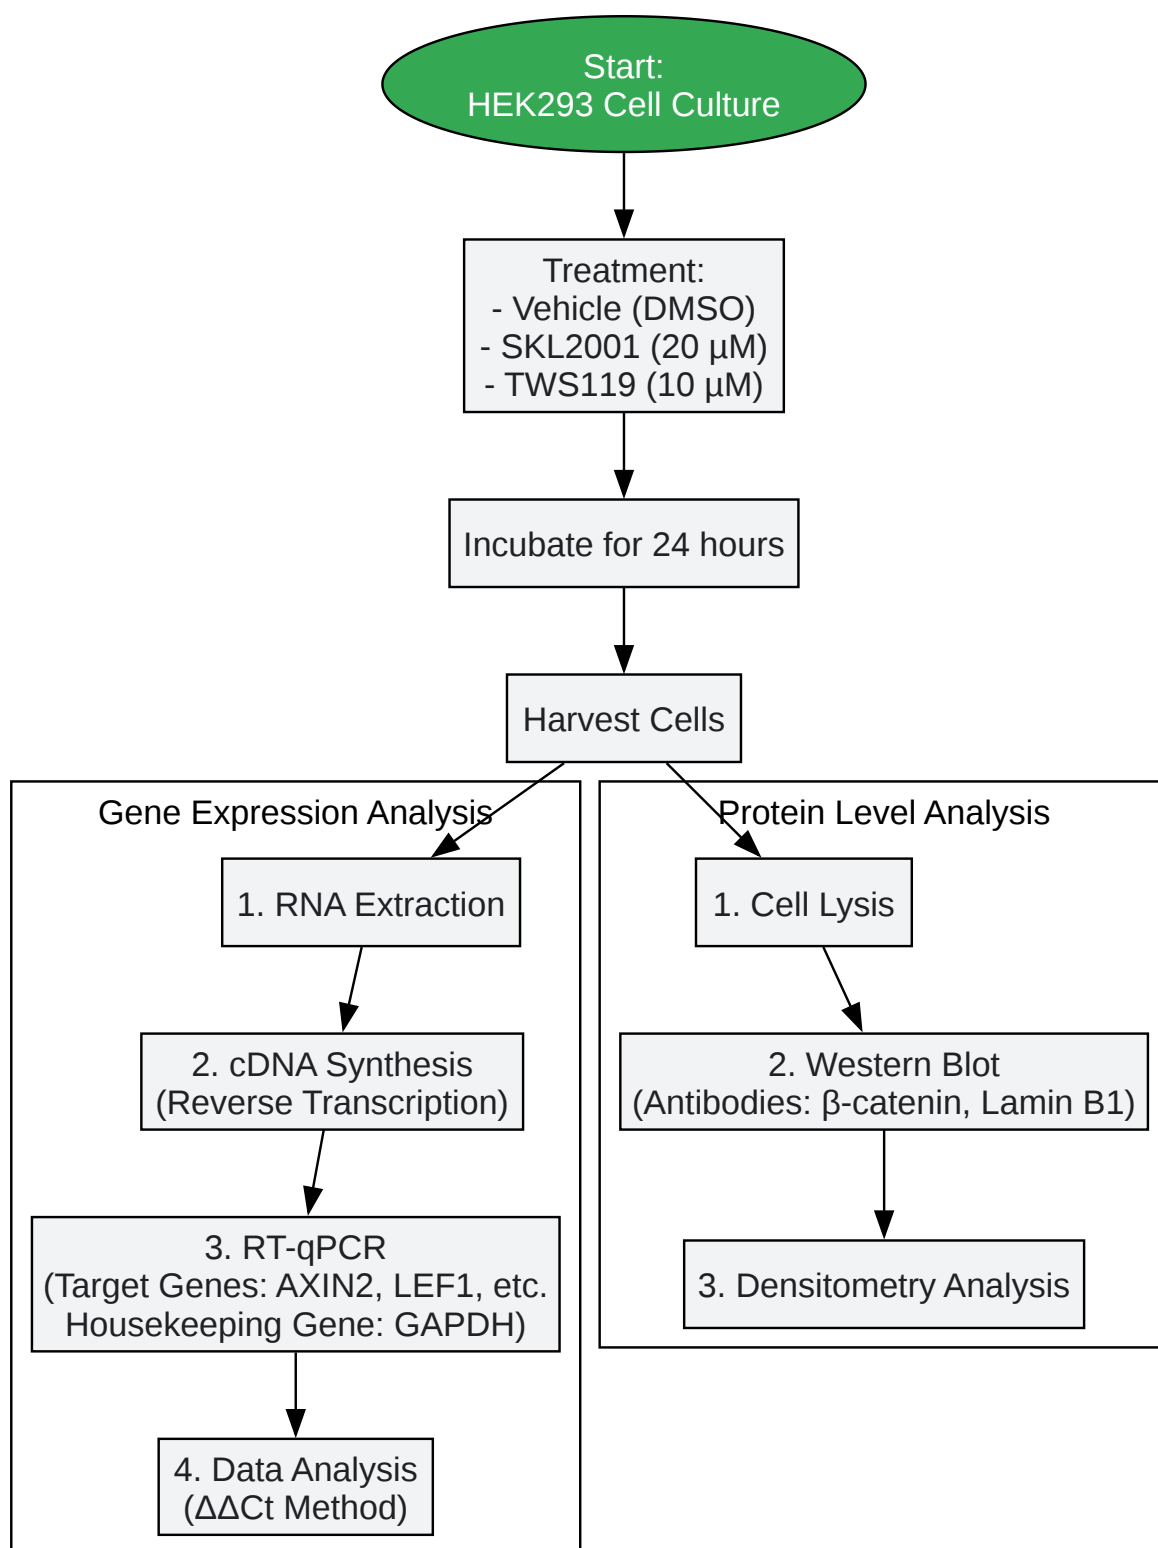 Start:
HEK293 Cell Culture
Treatment:
- Vehicle (DMSO)
- SKL2001 (20 µM)
- TWS119 (10 µM)
Incubate for 24 hours
Harvest Cells
Gene Expression Analysis
1. RNA Extraction
2. cDNA Synthesis
(Reverse Transcription)
3. RT-qPCR
(Target Genes: AXIN2, LEF1, etc.
Housekeeping Gene: GAPDH)
4. Data Analysis
(ΔΔCt Method)
Protein Level Analysis
1. Cell Lysis
2. Western Blot
(Antibodies: β-catenin, Lamin B1)
3. Densitometry Analysis